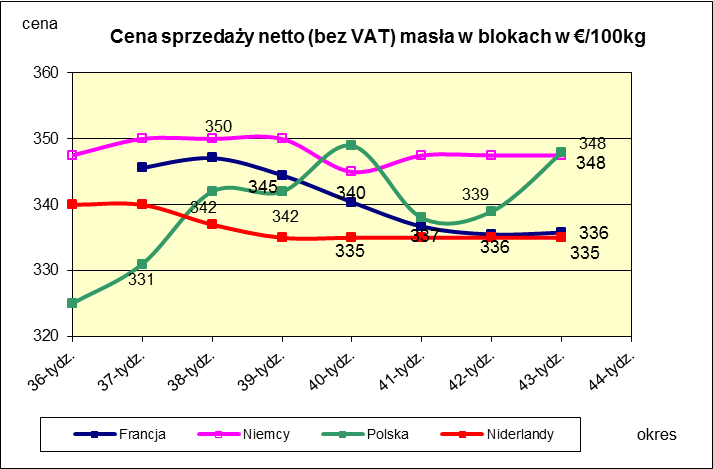 cena
Cena sprzedaży netto (bez VAT) masła w blokach w €/100kg
360
350
340
330
320
350
348
348
345
340
339
342
342
337
336
336
335
335
331
36-tydz.
37-tydz.
38-tydz.
39-tydz.
40-tydz.
41-tydz.
42-tydz.
43-tydz.
44-tydz.
Francja Niemcy Polska Niderlandy
okres